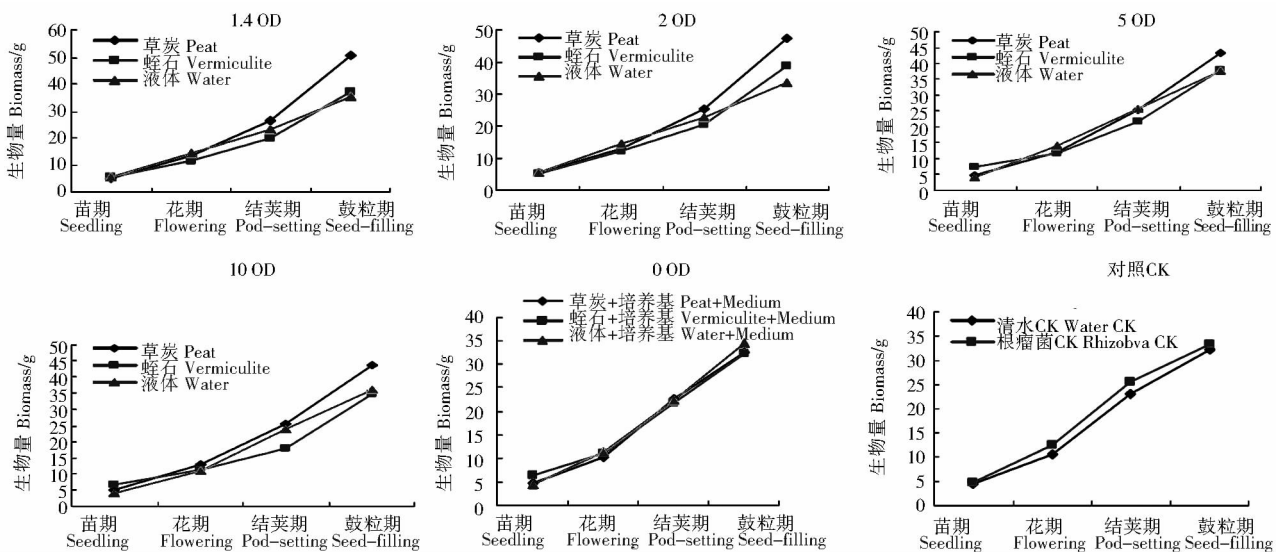 1.4 OD
生物量 Biomass/g
60
50
40
30
20
10
0
草炭 Peat
蛭石 Vermiculite
液体 Water
苗期 花期 结荚期 鼓粒期
Seedling Flowering Pod-setting Seed-filling
2 OD
生物量 Biomass/g
50
40
30
20
10
0
草炭 Peat
蛭石 Vermiculite
液体 Water
苗期 花期 结荚期 鼓粒期
Seedling Flowering Pod-setting Seed-filling
5 OD
生物量 Biomass/g
50
45
40
35
30
25
20
15
10
5
0
草炭 Peat
蛭石 Vermiculite
液体 Water
苗期 花期 结荚期 鼓粒期
Seedling Flowering Pod-setting Seed-filling
10 OD
生物量 Biomass/g
50
45
40
35
30
25
20
15
10
5
0
草炭 Peat
蛭石 Vermiculite
液体 Water
苗期 花期 结荚期 鼓粒期
Seedling Flowering Pod-setting Seed-filling
0 OD
生物量 Biomass/g
40
35
30
25
20
15
10
5
0
草炭+培养基 Peat+Medium
蛭石+培养基 Vermiculite+Medium
液体+培养基 Water+Medium
苗期 花期 结荚期 鼓粒期
Seedling Flowering Pod-setting Seed-filling
对照CK
生物量 Biomass/g
40
35
30
25
20
15
10
5
0
清水CK Water CK
根瘤菌CK Rhizobva CK
苗期 花期 结荚期 鼓粒期
Seedling Flowering Pod-setting Seed-filling